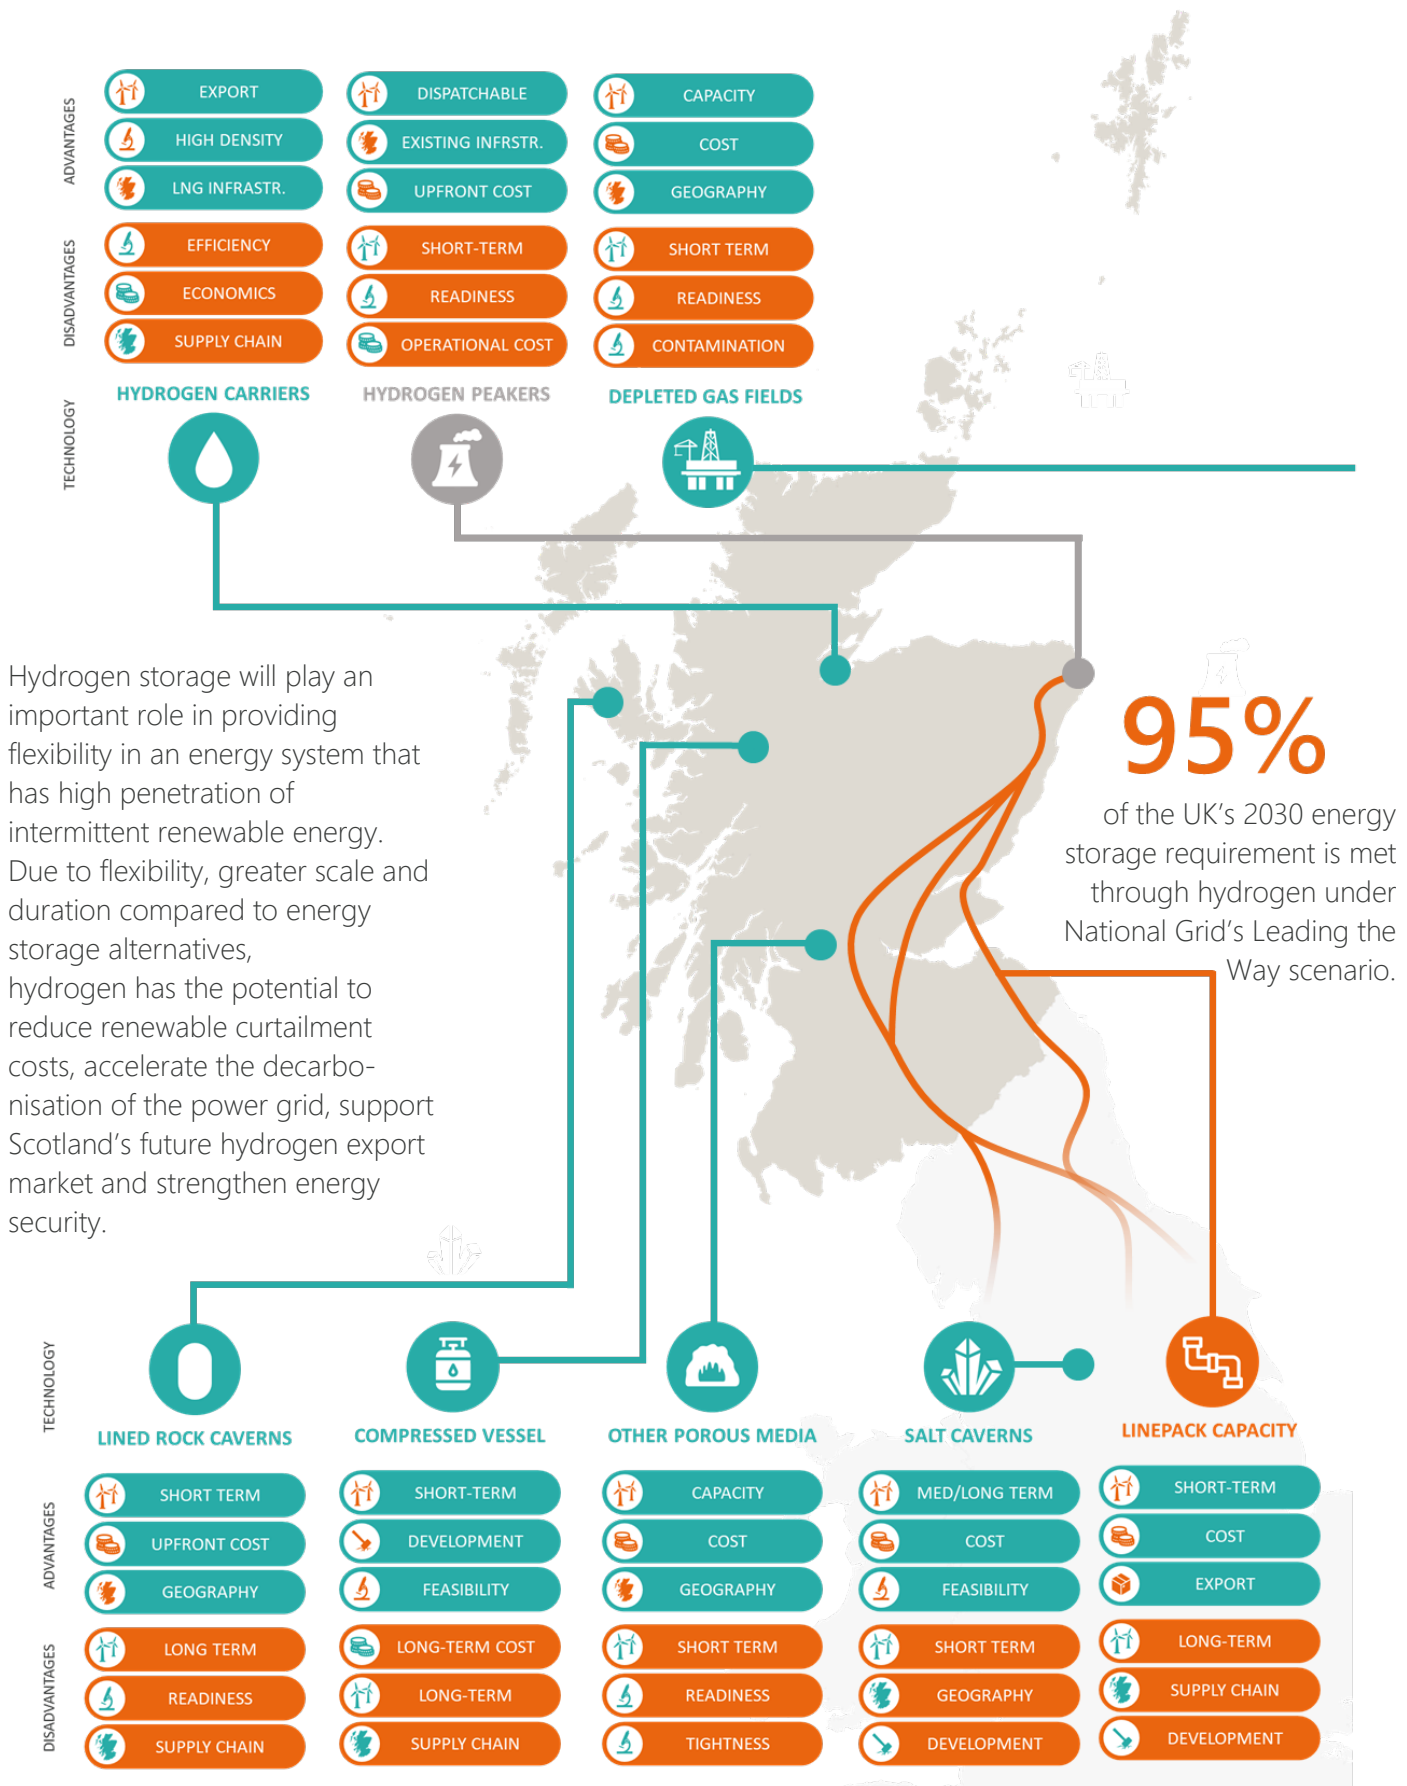 ADVANTAGES
EXPORT
HIGH DENSITY
LNG INFRASTR.
DISPATCHABLE
EXISTING INFRSTR.
UPFRONT COST
CAPACITY
COST
GEOGRAPHY
DISADVANTAGES
EFFICIENCY
ECONOMICS
SUPPLY CHAIN
SHORT-TERM
READINESS
OPERATIONAL COST
SHORT TERM
READINESS
CONTAMINATION
TECHNOLOGY
HYDROGEN CARRIERS
HYDROGEN PEAKERS
DEPLETED GAS FIELDS
Hydrogen storage will play an
important role in providing
flexibility in an energy system that
has high penetration of
intermittent renewable energy.
Due to flexibility, greater scale and
duration compared to energy
storage alternatives,
hydrogen has the potential to
reduce renewable curtailment
costs, accelerate the decarbo-
nisation of the power grid, support
Scotland's future hydrogen export
market and strengthen energy
security.
95%
of the UK's 2030 energy
storage requirement is met
through hydrogen under
National Grid's Leading the
Way scenario.
TECHNOLOGY
LINED ROCK CAVERNS
COMPRESSED VESSEL
OTHER POROUS MEDIA
SALT CAVERNS
LINEPACK CAPACITY
ADVANTAGES
SHORT TERM
UPFRONT COST
GEOGRAPHY
SHORT-TERM
DEVELOPMENT
FEASIBILITY
CAPACITY
COST
GEOGRAPHY
MED/LONG TERM
COST
FEASIBILITY
SHORT-TERM
COST
EXPORT
DISADVANTAGES
LONG TERM
READINESS
SUPPLY CHAIN
LONG-TERM COST
LONG-TERM
SUPPLY CHAIN
SHORT TERM
READINESS
TIGHTNESS
SHORT TERM
GEOGRAPHY
DEVELOPMENT
LONG-TERM
SUPPLY CHAIN
DEVELOPMENT